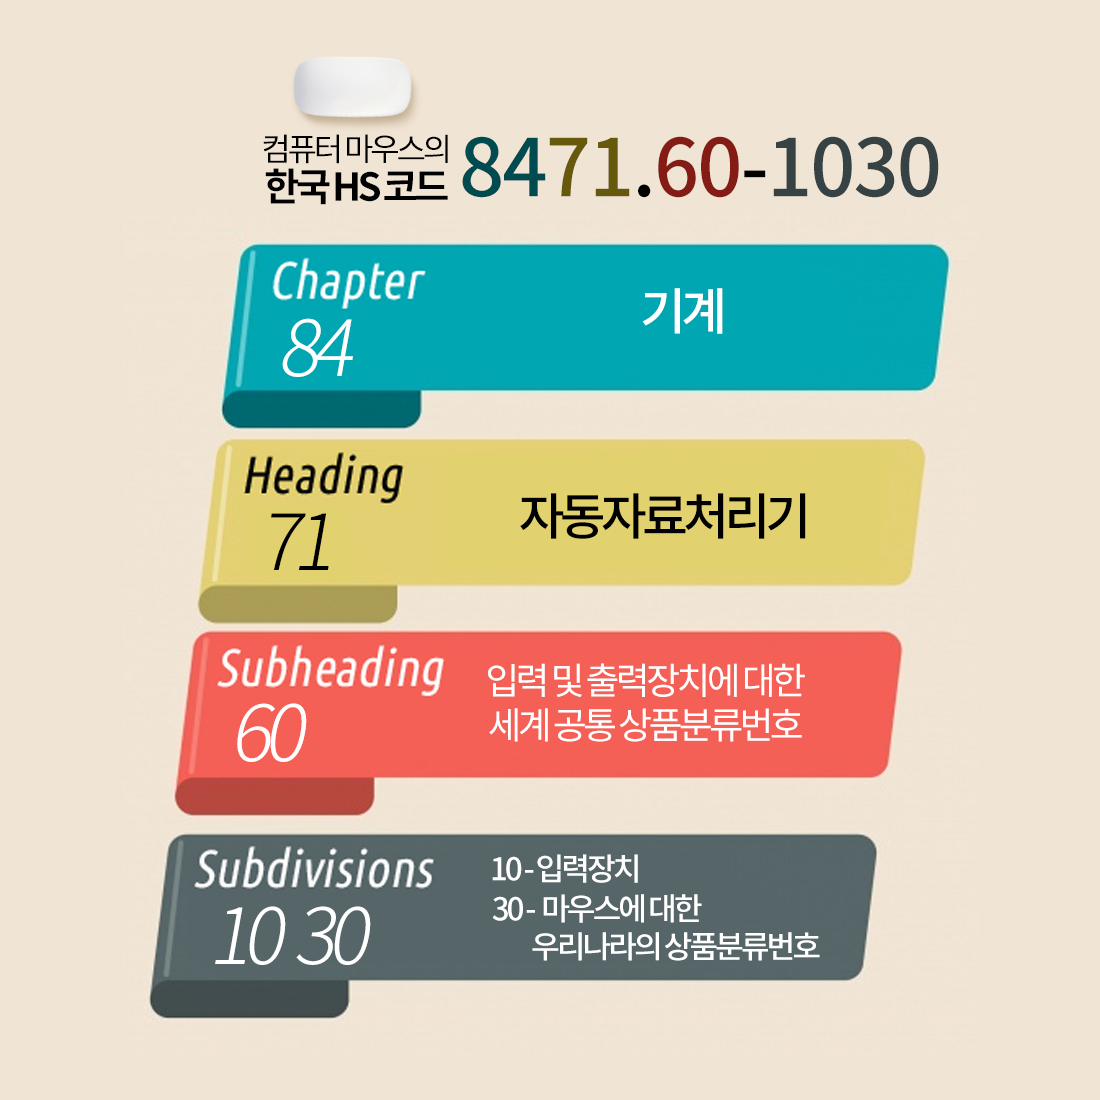 컴퓨터 마우스의
한국 HS 코드 8471.60-1030
Chapter
84
기계
Heading
71
자동자료처리기
Subheading
60
입력 및 출력장치에 대한
세계 공통 상품분류번호
Subdivisions
10 30
10 - 입력장치
30 - 마우스에 대한
우리나라의 상품분류번호